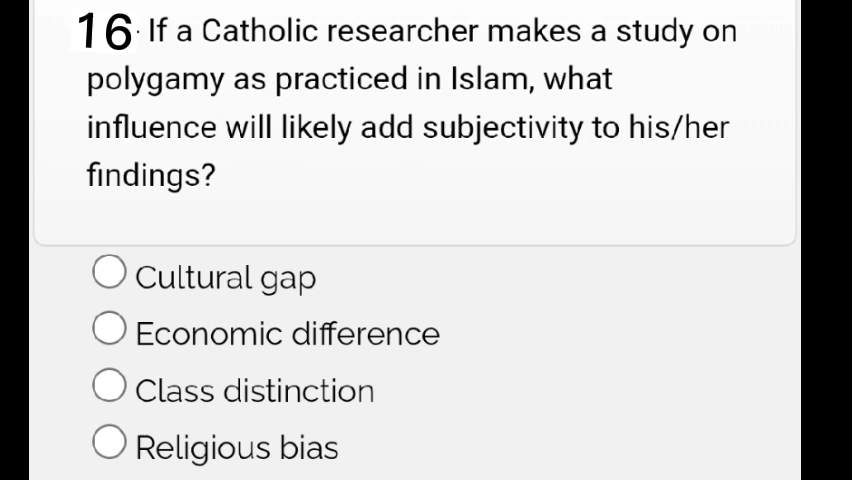 16. If a Catholic researcher makes a study on
polygamy as practiced in Islam, what
influence will likely add subjectivity to his/her
findings?
Cultural gap
Economic difference
Class distinction
Religious bias